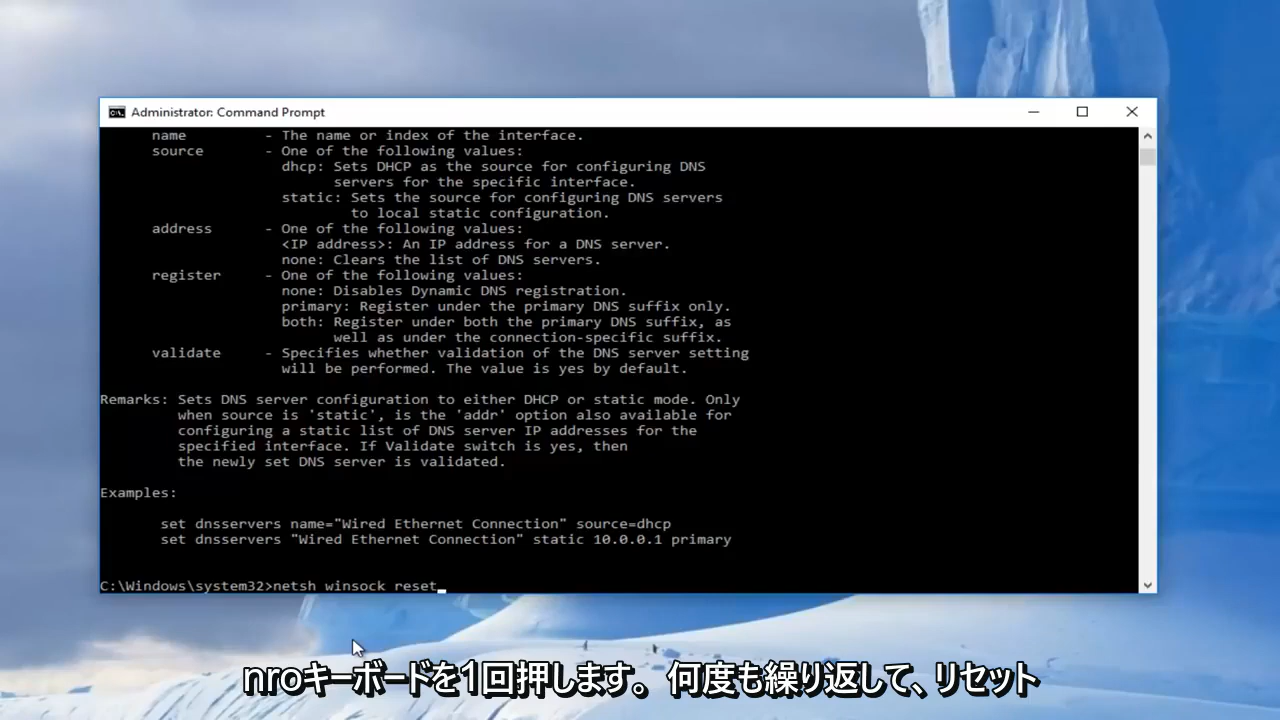 Administrator: Command Prompt
name - The name or index of the interface.
source - One of the following values:
dhcp: Sets DHCP as the source for configuring DNS
servers for the specific interface.
static: Sets the source for configuring DNS servers
to local static configuration.
address - One of the following values:
<IP address>: An IP address for a DNS server.
none: Clears the list of DNS servers.
register - One of the following values:
none: Disables Dynamic DNS registration.
primary: Register under the primary DNS suffix only.
both: Register under both the primary DNS suffix, as
well as under the connection-specific suffix.
validate - Specifies whether validation of the DNS server setting
will be performed. The value is yes by default.
Remarks: Sets DNS server configuration to either DHCP or static mode. Only
when source is 'static', is the 'addr' option also available for
configuring a static list of DNS server IP addresses for the
specified interface. If Validate switch is yes, then
the newly set DNS server is validated.
Examples:
set dnsservers name="Wired Ethernet Connection" source=dhcp
set dnsservers "Wired Ethernet Connection" static 10.0.0.1 primary
C:\Windows\system32>netsh winsock reset
nroキーボードを1回押します。何度も繰り返して、リセット